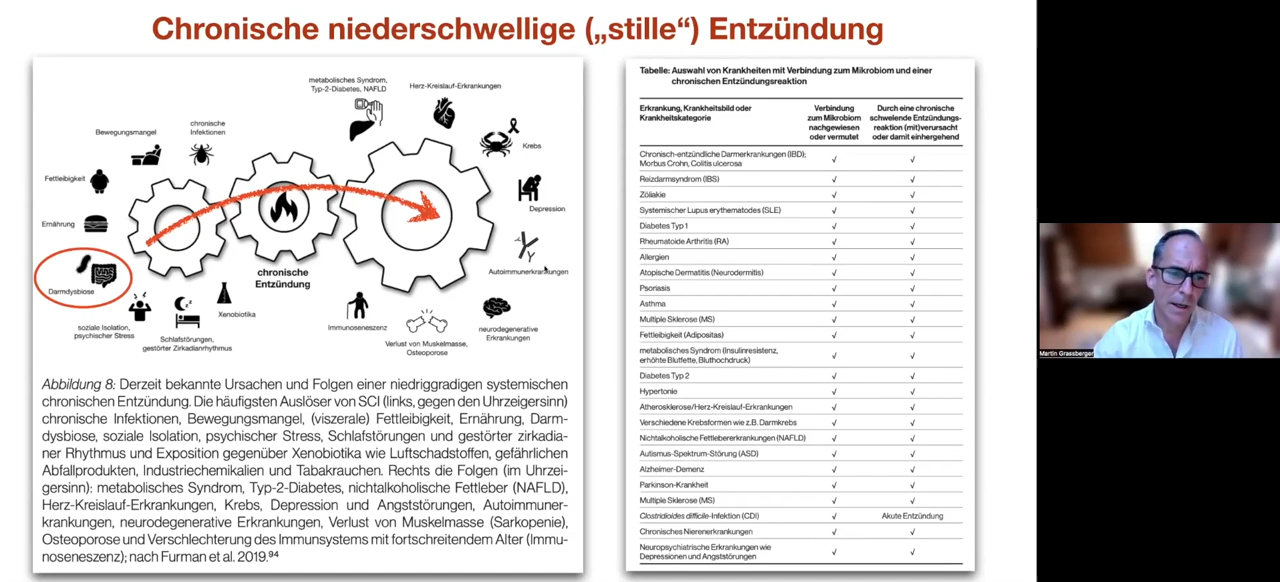 Chronische niederschwellige („stille“) Entzündung
metabolisches Syndrom,
Typ-2-Diabetes, NAFLD
Herz-Kreislauf-Erkrankungen
Bewegungsmangel
chronische
Infektionen
Krebs
Fettleibigkeit
Depression
Ernährung
chronische
Entzündung
Autoimmunerkrankungen
Darmdysbiose
Xenobiotika
soziale Isolation,
psychischer Stress
Schlafstörungen,
gestörter Zirkadianrhythmus
Immunoseneszenz
Verlust von Muskelmasse,
Osteoporose
neurodegenerative
Erkrankungen
Abbildung 8: Derzeit bekannte Ursachen und Folgen einer niedriggradigen systemischen
chronischen Entzündung. Die häufigsten Auslöser von SCI (links, gegen den Uhrzeigersinn)
chronische Infektionen, Bewegungsmangel, (viszerale) Fettleibigkeit, Ernährung, Darm-
dysbiose, soziale Isolation, psychischer Stress, Schlafstörungen und gestörter zirkadia-
ner Rhythmus und Exposition gegenüber Xenobiotika wie Luftschadstoffen, gefährlichen
Abfallprodukten, Industriechemikalien und Tabakrauchen. Rechts die Folgen (im Uhrzei-
gersinn): metabolisches Syndrom, Typ-2-Diabetes, nichtalkoholische Fettleber (NAFLD),
Herz-Kreislauf-Erkrankungen, Krebs, Depression und Angststörungen, Autoimmuner-
krankungen, neurodegenerative Erkrankungen, Verlust von Muskelmasse (Sarkopenie),
Osteoporose und Verschlechterung des Immunsystems mit fortschreitendem Alter (Immu-
noseneszenz); nach Furman et al. 2019.94
Tabelle: Auswahl von Krankheiten mit Verbindung zum Mikrobiom und einer
chronischen Entzündungsreaktion
Erkrankung, Krankheitsbild oder
Krankheitskategorie
Verbindung
zum Mikrobiom
nachgewiesen
oder vermutet
Durch eine chronische
schwelende Entzündungs-
reaktion (mit)verursacht
oder damit einhergehend
Chronisch-entzündliche Darmerkrankungen (IBD);
Morbus Crohn, Colitis ulcerosa √ √
Reizdarmsyndrom (IBS) √ √
Zöliakie √ √
Systemischer Lupus erythematodes (SLE) √ √
Diabetes Typ 1 √ √
Rheumatoide Arthritis (RA) √ √
Allergien √ √
Atopische Dermatitis (Neurodermitis) √ √
Psoriasis √ √
Asthma √ √
Multiple Sklerose (MS) √ √
Fettleibigkeit (Adipositas) √ √
metabolisches Syndrom (Insulinresistenz,
erhöhte Blutfette, Bluthochdruck) √ √
Diabetes Typ 2 √ √
Hypertonie √ √
Atherosklerose/Herz-Kreislauf-Erkrankungen √ √
Verschiedene Krebsformen wie z.B. Darmkrebs √ √
Nichtalkoholische Fettlebererkrankungen (NAFLD) √ √
Autismus-Spektrum-Störung (ASD) √ √
Alzheimer-Demenz √ √
Parkinson-Krankheit √ √
Multiple Sklerose (MS) √ √
Clostridioides difficile-Infektion (CDI) √ Akute Entzündung
Chronische Nierenerkrankungen √ √
Neuropsychiatrische Erkrankungen wie
Depressionen und Angststörungen √ √
Martin Grassberger